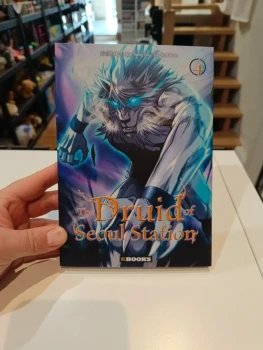 The
Druid of
Seoul Station
KBOOKS